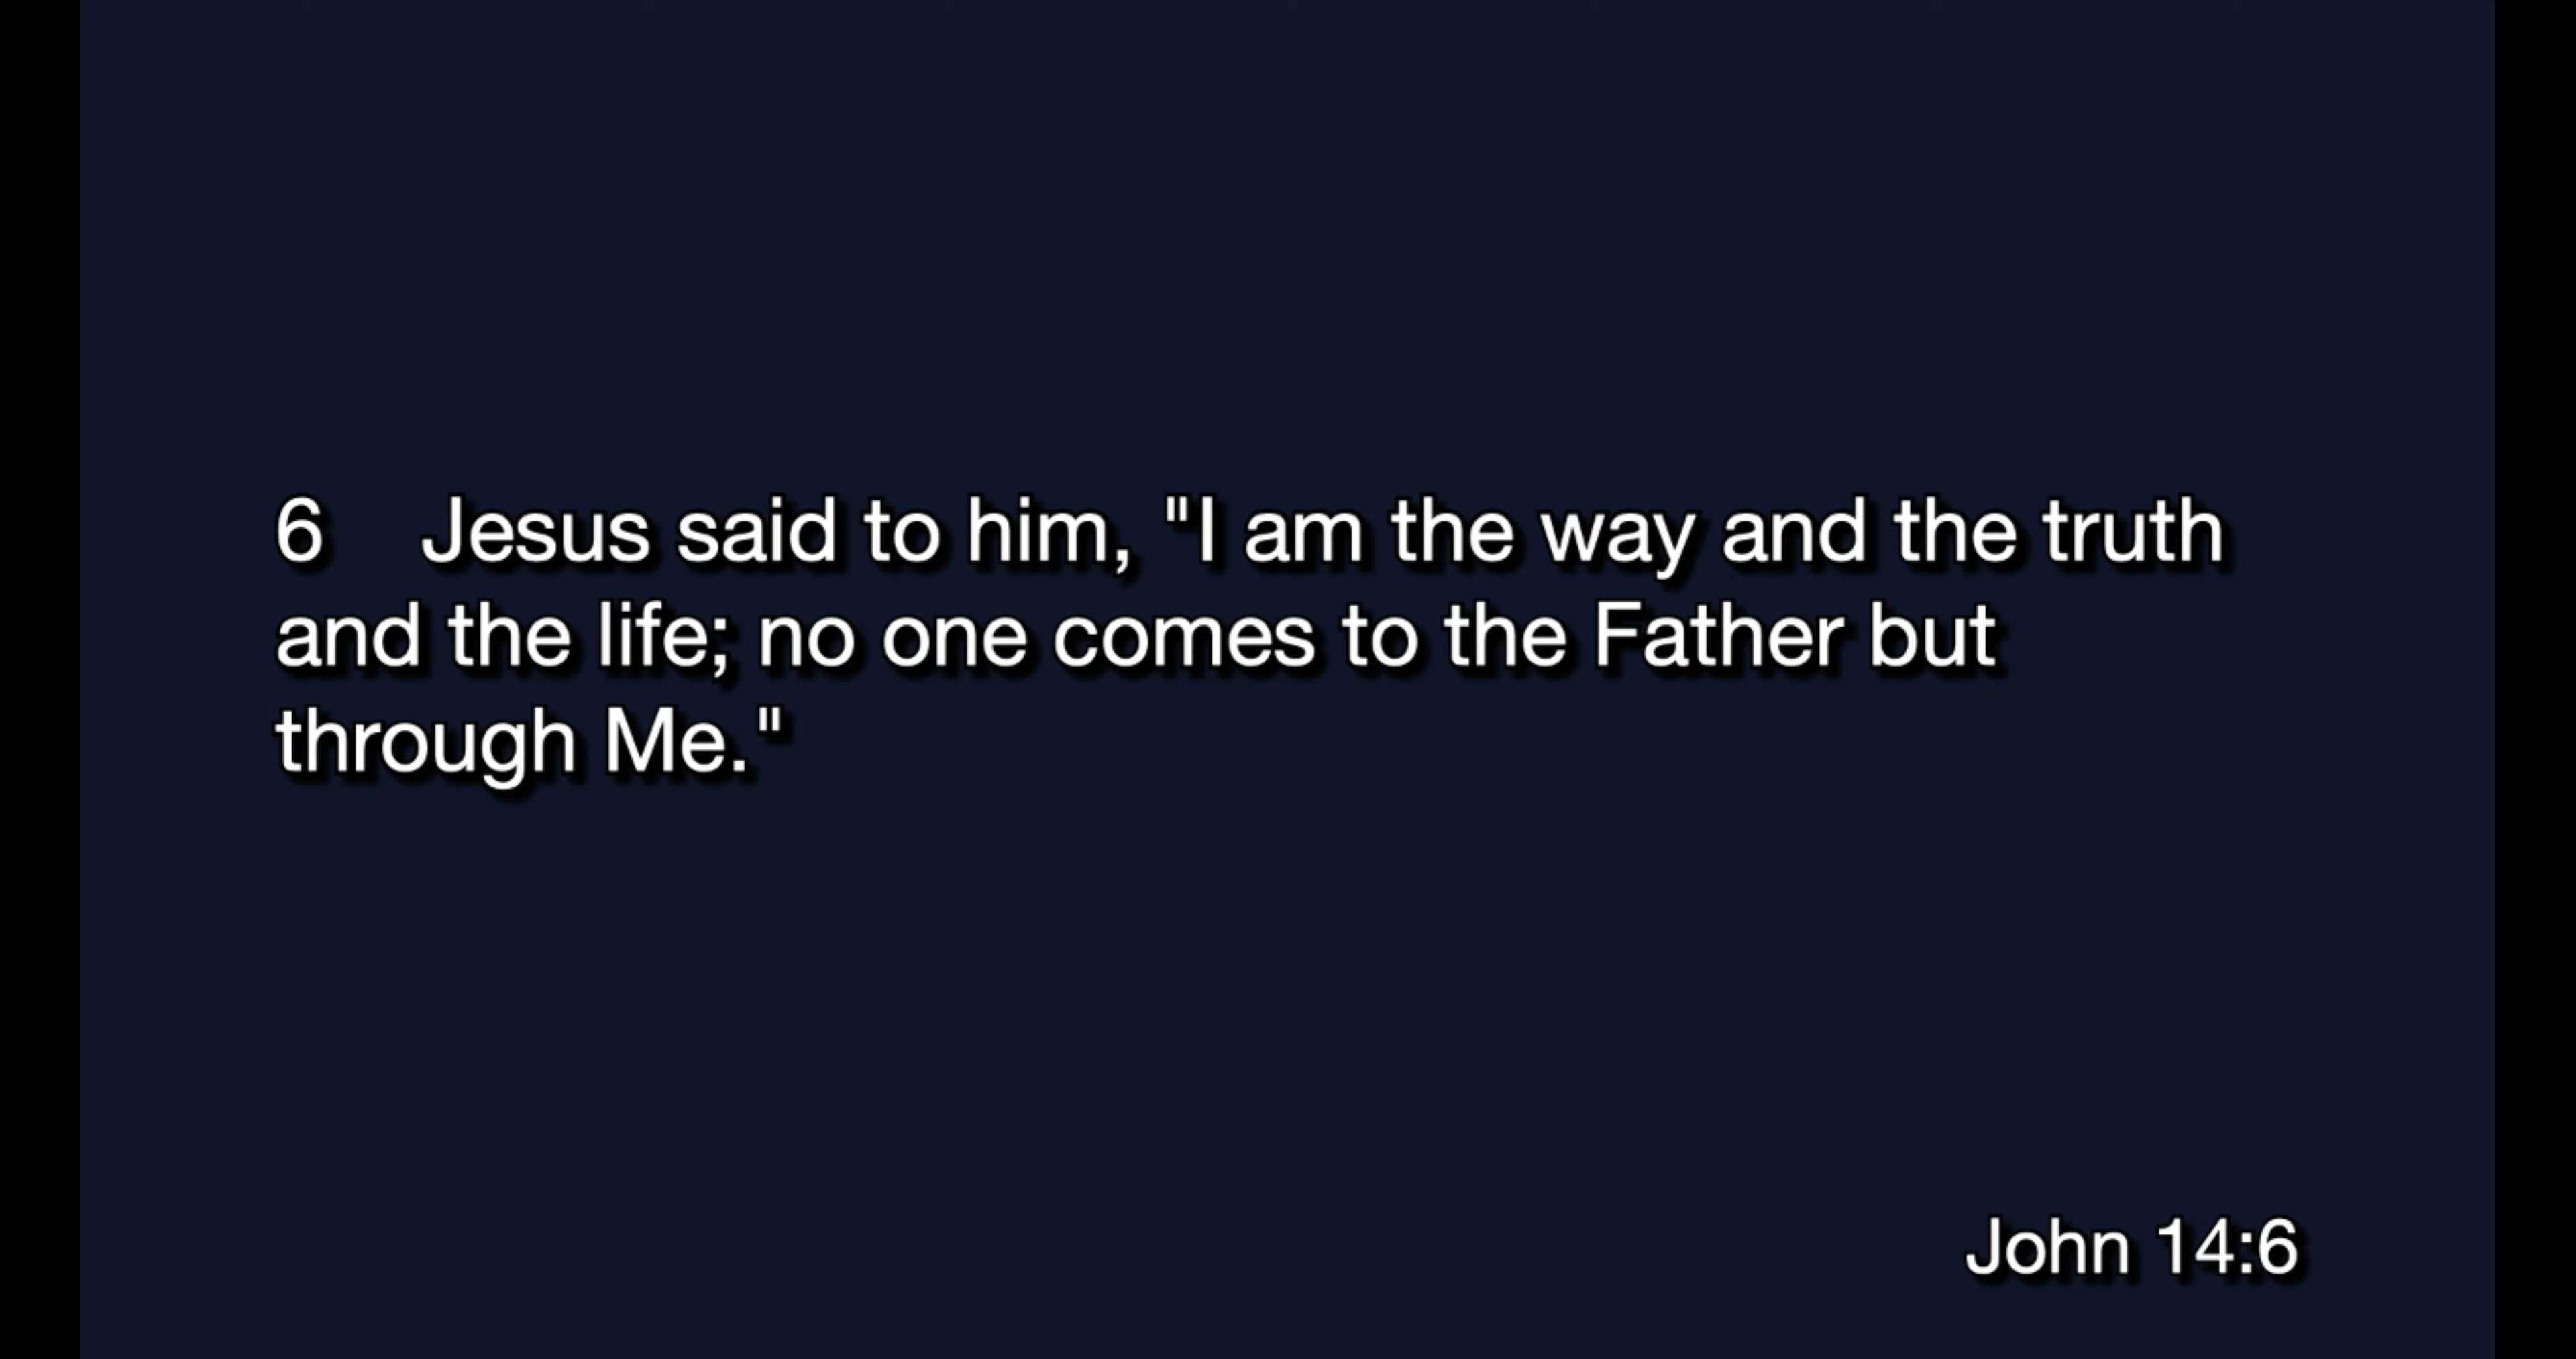 6 Jesus said to him, "I am the way and the truth
and the life; no one comes to the Father but
through Me."
John 14:6